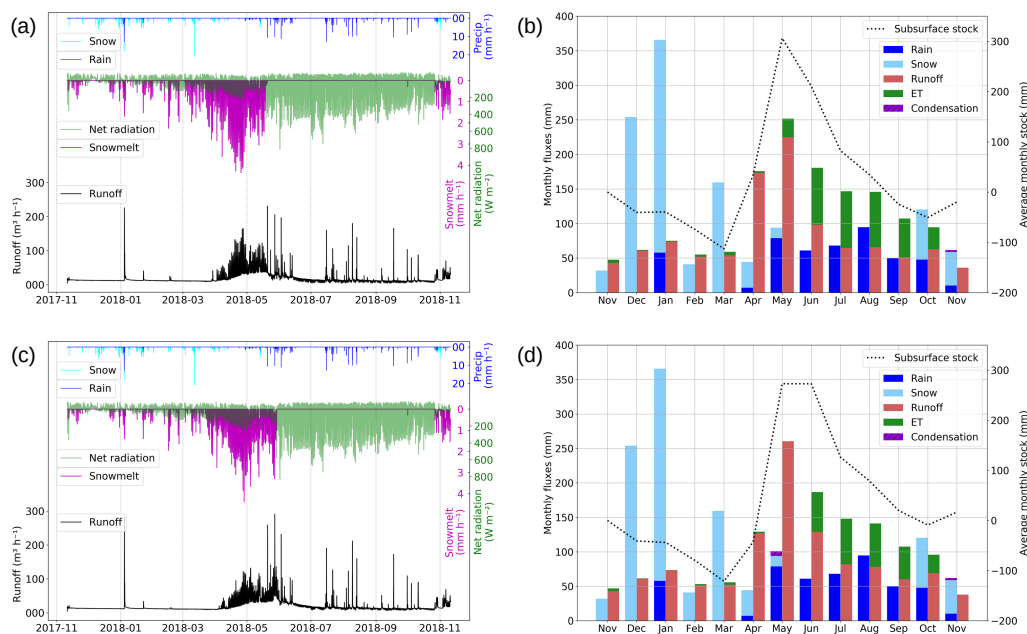 (a)
Snow
Rain
00
10
20
Precip
(mm h⁻¹)
Net radiation
Snowmelt
0
1
2
3
4
200
400
600
800
Snowmelt
(mm h⁻¹)
Net radiation
(W m⁻²)
Runoff
300
200
100
000
Runoff (m³ h⁻¹)
2017-11 2018-01 2018-03 2018-05 2018-07 2018-09 2018-11
(b)
Subsurface stock
Rain
Snow
Runoff
ET
Condensation
400
350
300
250
200
150
100
50
0
Monthly fluxes (mm)
300
200
100
0
−100
−200
Average monthly stock (mm)
Nov Dec Jan Feb Mar Apr May Jun Jul Aug Sep Oct Nov
(c)
Snow
Rain
00
10
20
Precip
(mm h⁻¹)
Net radiation
Snowmelt
0
1
2
3
4
200
400
600
800
Snowmelt
(mm h⁻¹)
Net radiation
(W m⁻²)
Runoff
300
200
100
000
Runoff (m³ h⁻¹)
2017-11 2018-01 2018-03 2018-05 2018-07 2018-09 2018-11
(d)
Subsurface stock
Rain
Snow
Runoff
ET
Condensation
400
350
300
250
200
150
100
50
0
Monthly fluxes (mm)
300
200
100
0
−100
−200
Average monthly stock (mm)
Nov Dec Jan Feb Mar Apr May Jun Jul Aug Sep Oct Nov